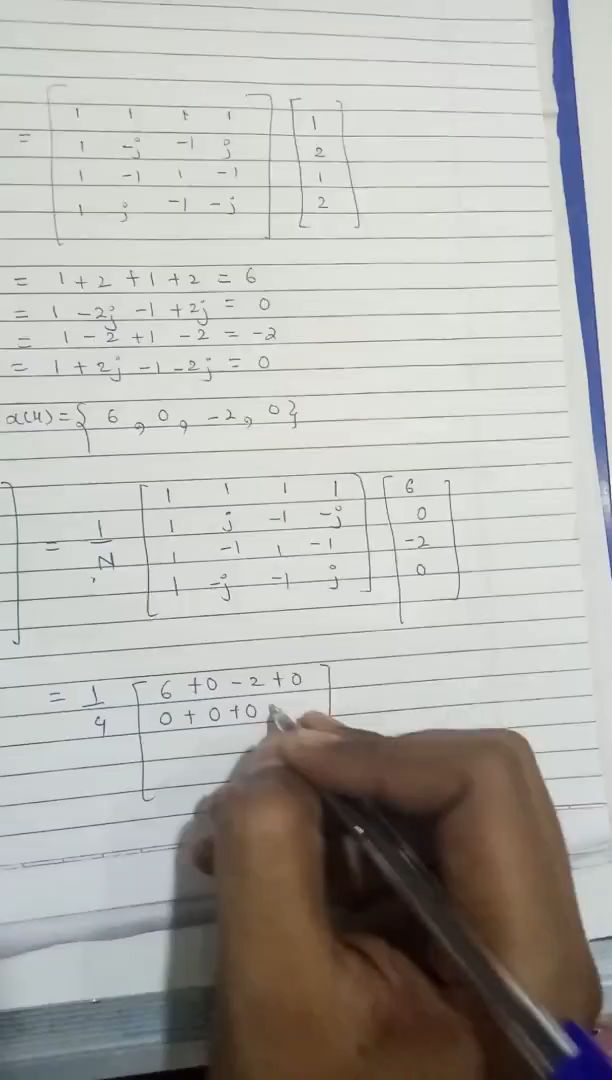 1 1 1 1 1
= 1 -j -1 j 2
1 -1 1 -1 1
1 j -1 -j 2
= 1 + 2 + 1 + 2 = 6
= 1 - 2j - 1 + 2j = 0
= 1 - 2 + 1 - 2 = -2
= 1 + 2j - 1 - 2j = 0
x(4) = { 6 , 0 , -2 , 0 }
1 1 1 1 6
= 1/N 1 j -1 -j 0
1 -1 1 -1 -2
1 -j -1 j 0
= 1/4 6 + 0 - 2 + 0
0 + 0 + 0